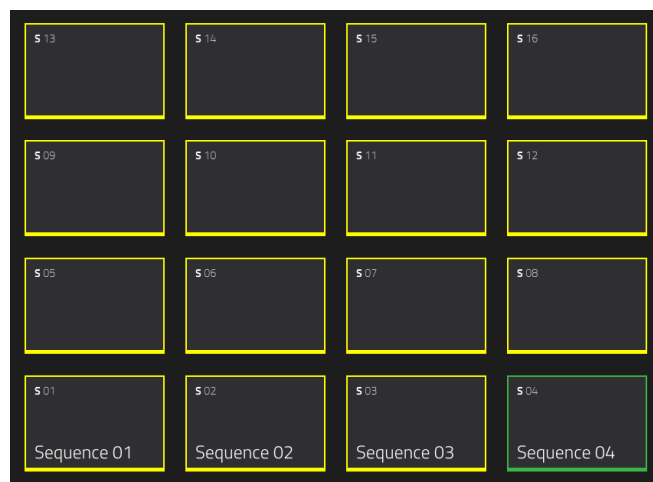 S 13
S 14
S 15
S 16
S 09
S 10
S 11
S 12
S 05
S 06
S 07
S 08
S 01
S 02
S 03
S 04
Sequence 01
Sequence 02
Sequence 03
Sequence 04